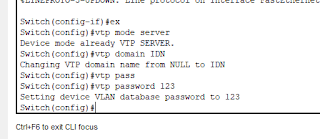 %LINEPROTO-5-UPDOWN: Line protocol on Interface FastEthernet
Switch(config-if)#ex
Switch(config)#vtp mode server
Device mode already VTP SERVER.
Switch(config)#vtp domain IDN
Changing VTP domain name from NULL to IDN
Switch(config)#vtp pass
Switch(config)#vtp password 123
Setting device VLAN database password to 123
Switch(config)#
Ctrl+F6 to exit CLI focus